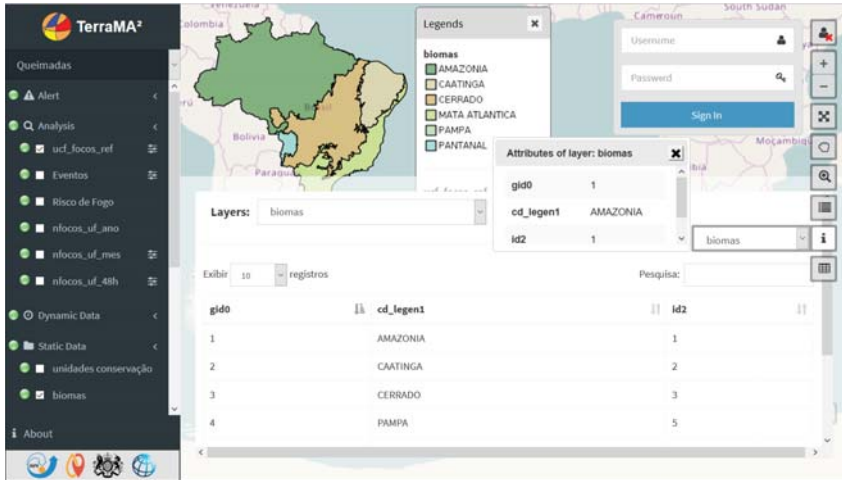 TerraMA²
Queimadas
Alert
Analysis
ucf_focos_ref
Eventos
Risco de Fogo
nfocos_uf_ano
nfocos_uf_mes
nfocos_uf_48h
Dynamic Data
Static Data
unidades conservação
biomas
About
Colombia
Bolivia
Paragua
Cameroun
South Sudan
Moçambiqu
Legends
biomas
AMAZONIA
CAATINGA
CERRADO
MATA ATLANTICA
PAMPA
PANTANAL
Username
Password
Sign In
Attributes of layer: biomas
gid0 1
cd_legen1 AMAZONIA
id2 1
Layers: biomas
biomas
Exibir 10 registros
Pesquisa:
gid0 cd_legen1 id2
1 AMAZONIA 1
2 CAATINGA 2
3 CERRADO 3
4 PAMPA 5